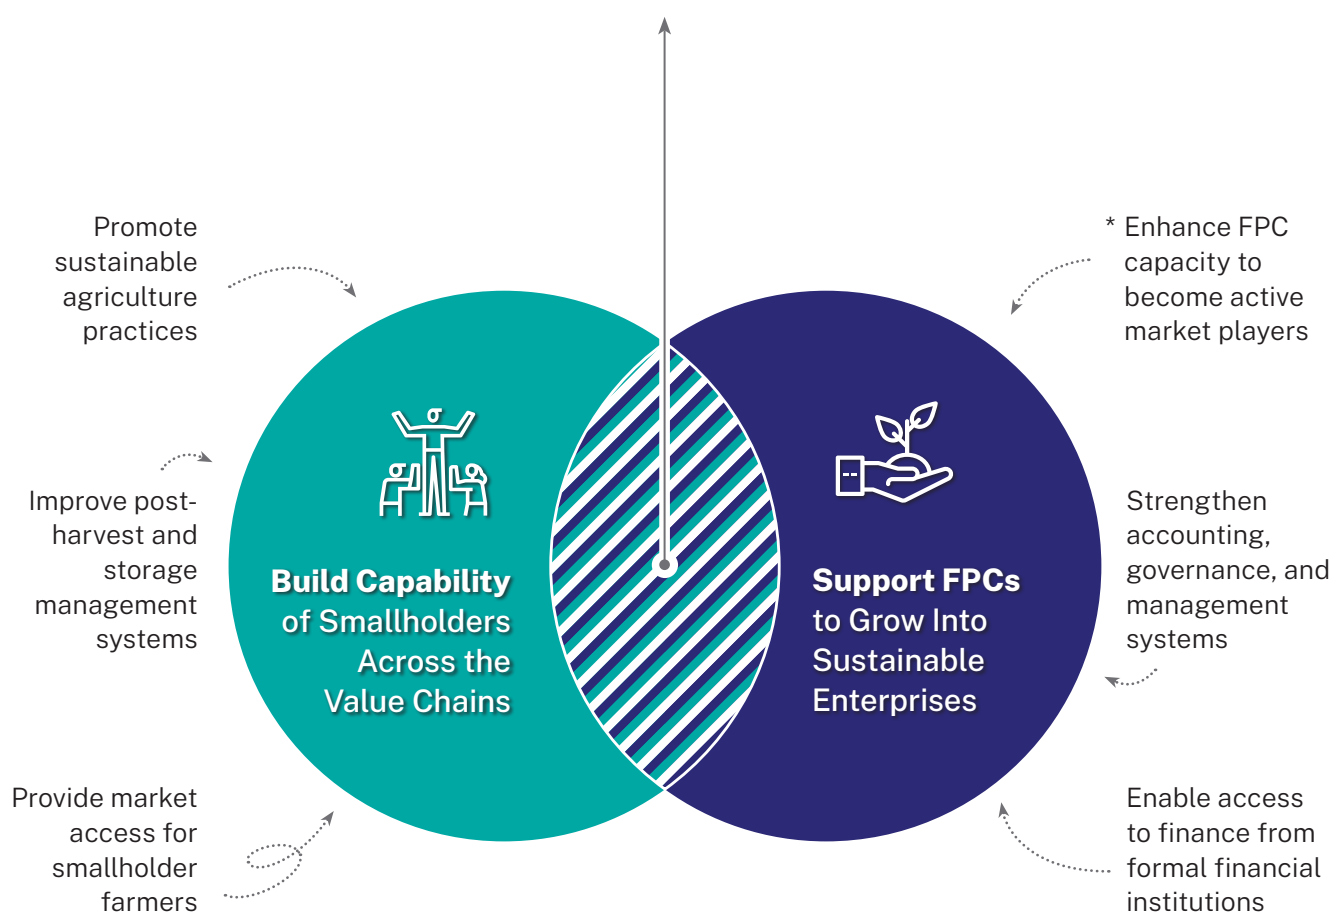 Promote
sustainable
agriculture
practices
* Enhance FPC
capacity to
become active
market players
Improve post-
harvest and
storage
management
systems
Build Capability
of Smallholders
Across the
Value Chains
Support FPCs
to Grow Into
Sustainable
Enterprises
Strengthen
accounting,
governance, and
management
systems
Provide market
access for
smallholder
farmers
Enable access
to finance from
formal financial
institutions